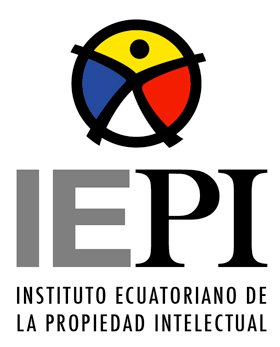 IEPI
INSTITUTO ECUATORIANO DE
LA PROPIEDAD INTELECTUAL